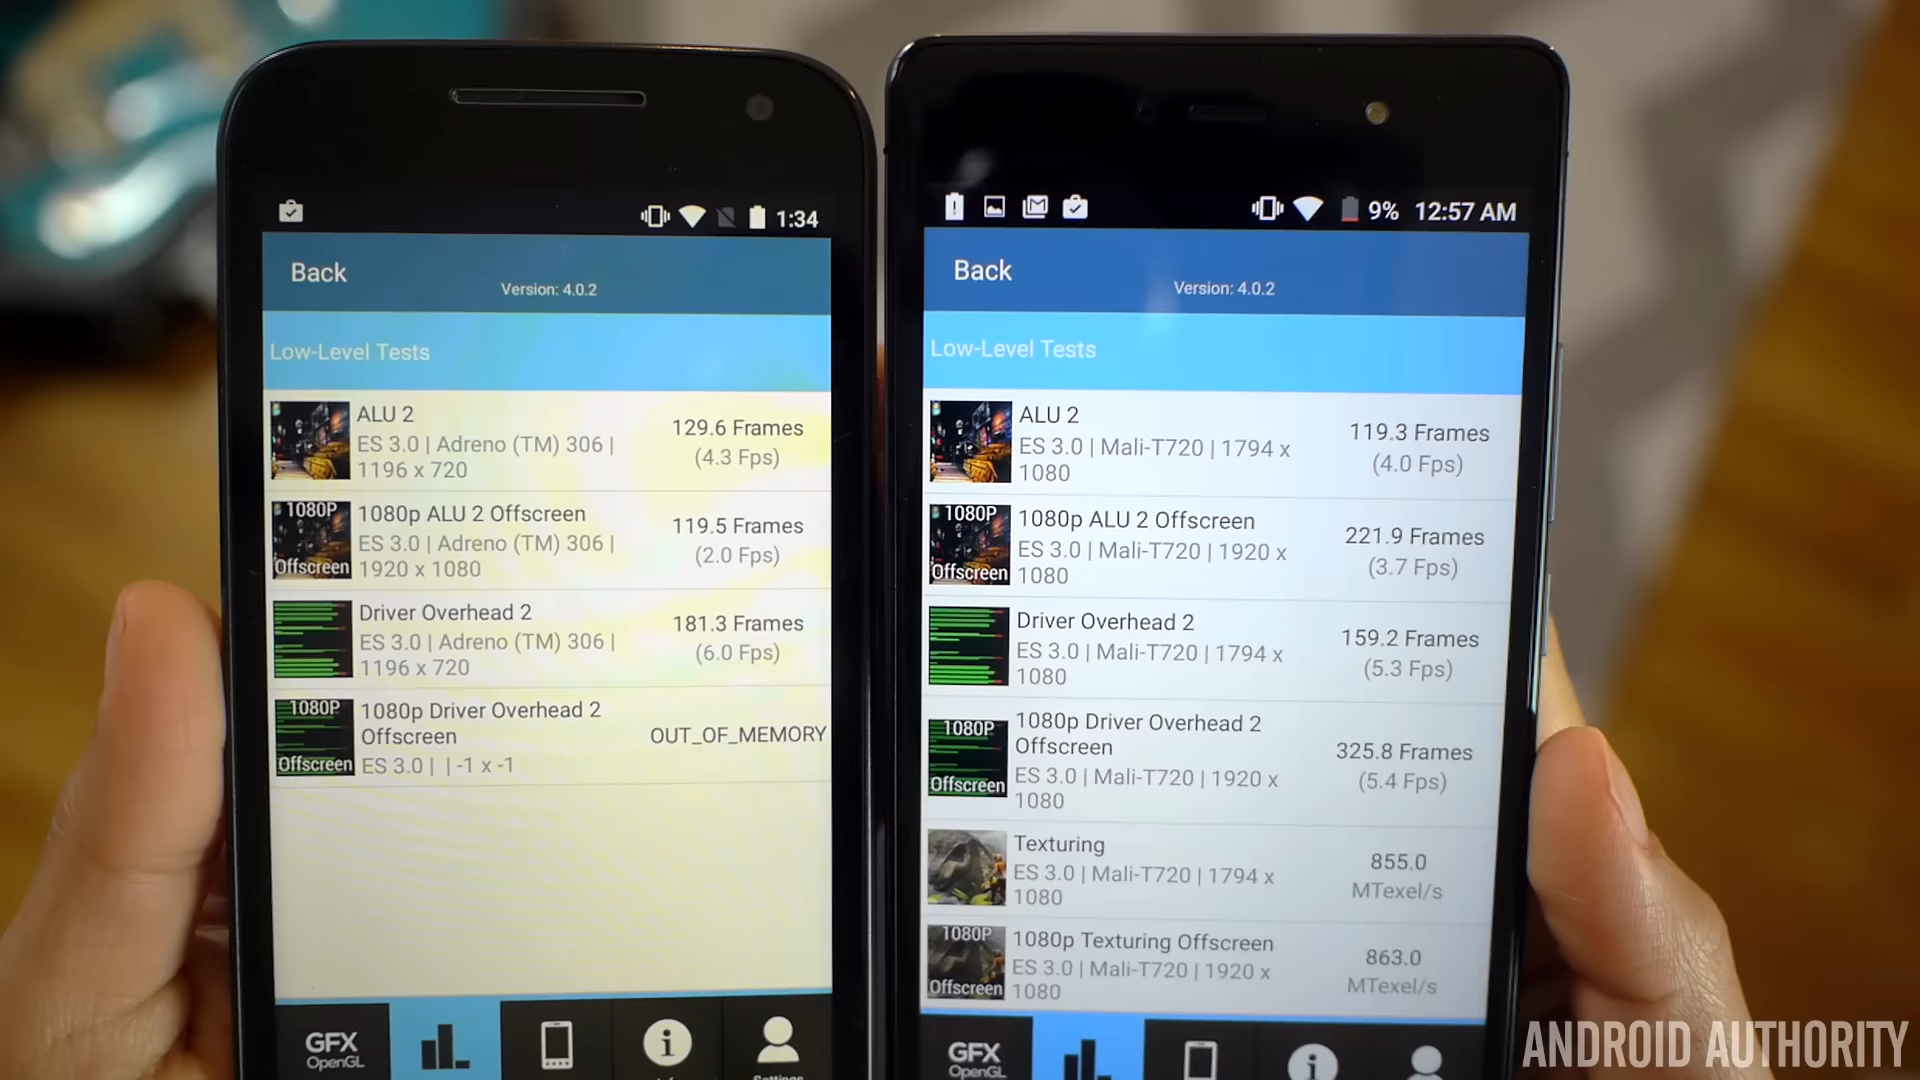 1:34
Back
Version: 4.0.2
Low-Level Tests
ALU 2
ES 3.0 | Adreno (TM) 306 |
1196 x 720
129.6 Frames
(4.3 Fps)
1080P
Offscreen
1080p ALU 2 Offscreen
ES 3.0 | Adreno (TM) 306 |
1920 x 1080
119.5 Frames
(2.0 Fps)
Driver Overhead 2
ES 3.0 | Adreno (TM) 306 |
1196 x 720
181.3 Frames
(6.0 Fps)
1080P
Offscreen
1080p Driver Overhead 2
Offscreen
ES 3.0 | | -1 x -1
OUT_OF_MEMORY
GFX
OpenGL
9% 12:57 AM
Back
Version: 4.0.2
Low-Level Tests
ALU 2
ES 3.0 | Mali-T720 | 1794 x
1080
119.3 Frames
(4.0 Fps)
1080P
Offscreen
1080p ALU 2 Offscreen
ES 3.0 | Mali-T720 | 1920 x
1080
221.9 Frames
(3.7 Fps)
Driver Overhead 2
ES 3.0 | Mali-T720 | 1794 x
1080
159.2 Frames
(5.3 Fps)
1080P
Offscreen
1080p Driver Overhead 2
Offscreen
ES 3.0 | Mali-T720 | 1920 x
1080
325.8 Frames
(5.4 Fps)
Texturing
ES 3.0 | Mali-T720 | 1794 x
1080
855.0
MTexel/s
1080P
Offscreen
1080p Texturing Offscreen
ES 3.0 | Mali-T720 | 1920 x
1080
863.0
MTexel/s
GFX
OpenGL
ANDROID AUTHORITY